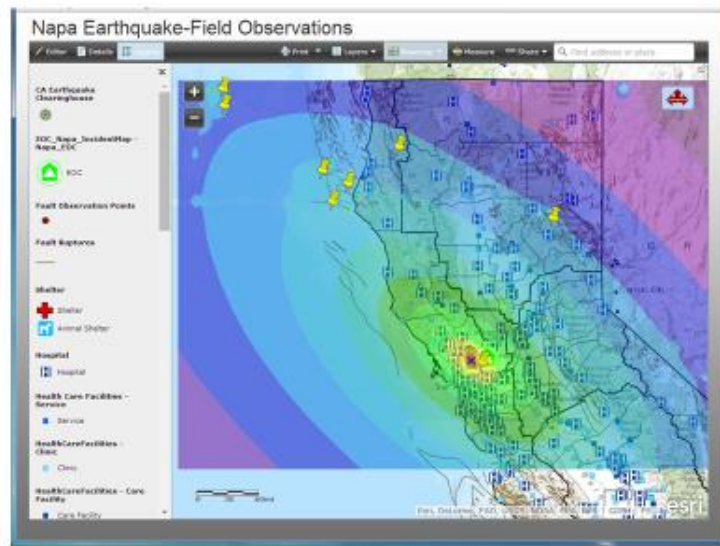 Napa Earthquake-Field Observations
Editor Details
Print Layers Measure Share Find address or place
CA Earthquake
Clearinghouse
EOC_Napa_IncidentMap -
Napa_EOC
EOC
Fault Observation Points
Fault Ruptures
Shelter
Shelter
Animal Shelter
Hospital
Hospital
Health Care Facilities -
Service
Service
HealthCareFacilities -
Clinic
Clinic
HealthCareFacilities - Care
Facility
Care Facility
esri